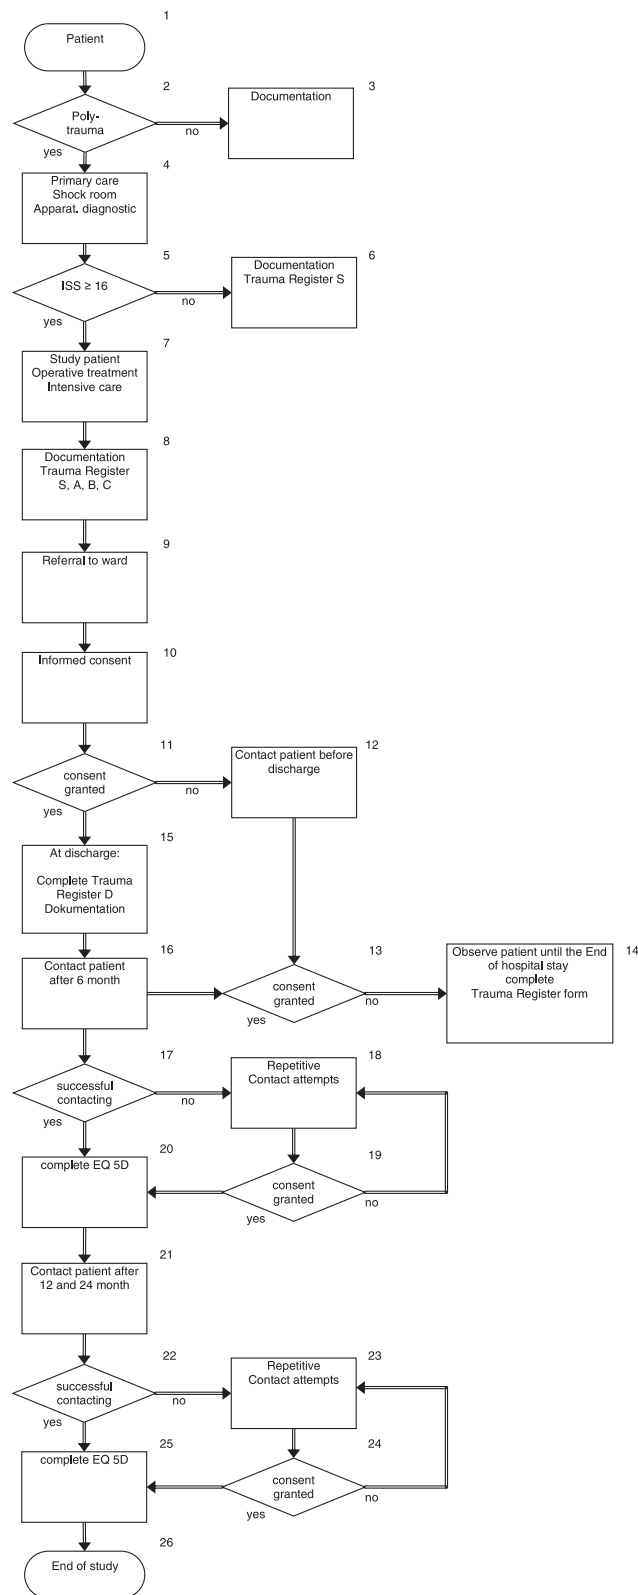 1
Patient
2
Poly-
trauma
yes
no
3
Documentation
4
Primary care
Shock room
Apparat. diagnostic
5
ISS ≥ 16
yes
no
6
Documentation
Trauma Register S
7
Study patient
Operative treatment
Intensive care
8
Documentation
Trauma Register
S, A, B, C
9
Referral to ward
10
Informed consent
11
consent
granted
yes
no
12
Contact patient before
discharge
15
At discharge:
Complete Trauma
Register D
Dokumentation
16
Contact patient
after 6 month
13
consent
granted
yes
no
14
Observe patient until the End
of hospital stay
complete
Trauma Register form
17
successful
contacting
yes
no
18
Repetitive
Contact attempts
19
consent
granted
yes
no
20
complete EQ 5D
21
Contact patient after
12 and 24 month
22
successful
contacting
yes
no
23
Repetitive
Contact attempts
24
consent
granted
yes
no
25
complete EQ 5D
26
End of study